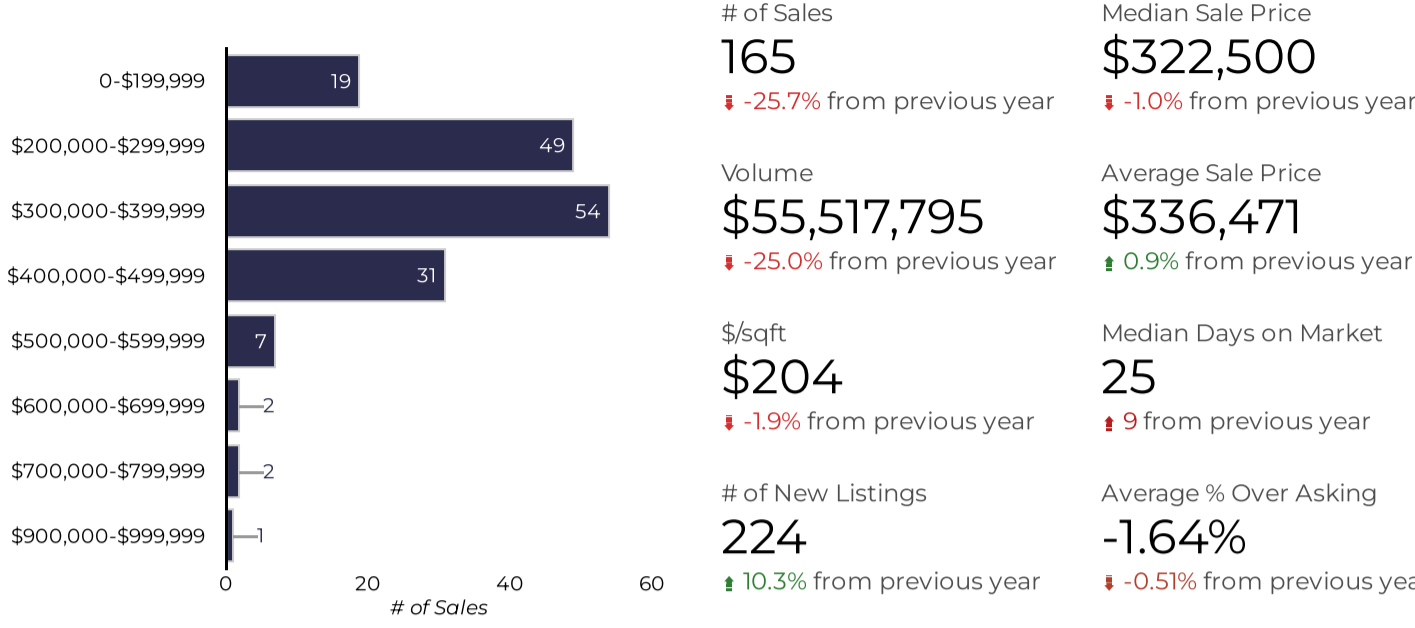 0-$199,999
19
$200,000-$299,999
49
$300,000-$399,999
54
$400,000-$499,999
31
$500,000-$599,999
7
$600,000-$699,999
2
$700,000-$799,999
2
$900,000-$999,999
1
0 20 40 60
# of Sales
# of Sales
165
-25.7% from previous year
Median Sale Price
$322,500
-1.0% from previous year
Volume
$55,517,795
-25.0% from previous year
Average Sale Price
$336,471
0.9% from previous year
$/sqft
$204
-1.9% from previous year
Median Days on Market
25
9 from previous year
# of New Listings
224
10.3% from previous year
Average % Over Asking
-1.64%
-0.51% from previous yea